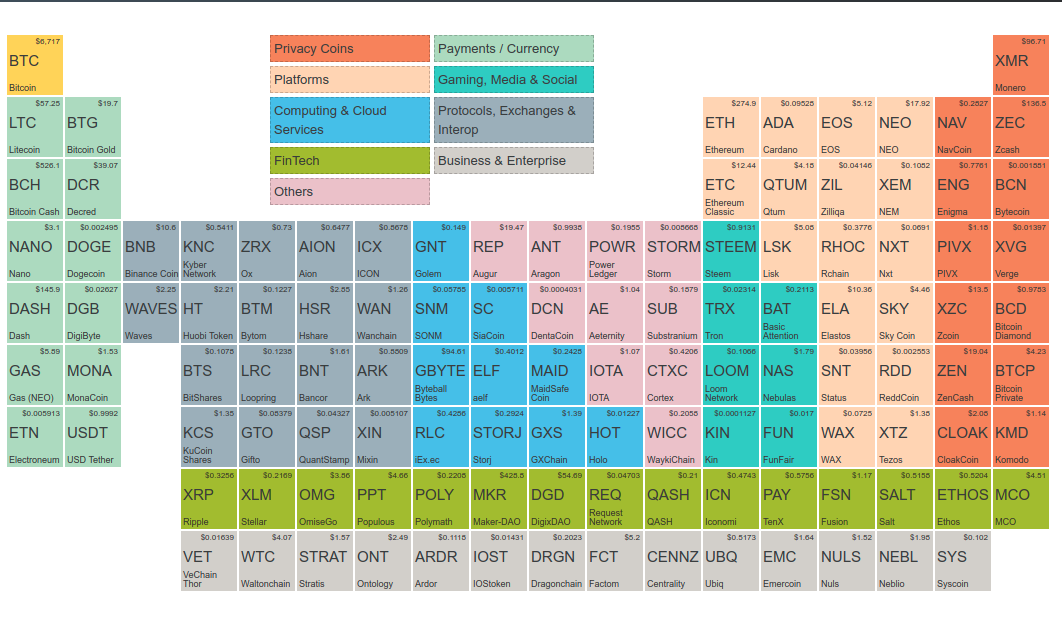 $6,717
BTC
Bitcoin
Privacy Coins
Payments / Currency
Platforms
Gaming, Media & Social
Computing & Cloud
Services
Protocols, Exchanges &
Interop
FinTech
Business & Enterprise
Others
$96.71
XMR
Monero
$57.25 $19.7 $274.9 $0.09528 $5.12 $17.92 $0.2827 $136.5
LTC BTG ETH ADA EOS NEO NAV ZEC
Litecoin Bitcoin Gold Ethereum Cardano EOS NEO NavCoin Zcash
$526.1 $39.07 $12.44 $4.18 $0.04146 $0.1082 $0.7761 $0.001881
BCH DCR ETC QTUM ZIL XEM ENG BCN
Bitcoin Cash Decred Ethereum Classic Qtum Zilliqa NEM Enigma Bytecoin
$3.1 $0.002495 $10.6 $0.5411 $0.73 $0.6477 $0.8678 $0.149 $19.47 $0.9938 $0.1955 $0.008668 $0.9131 $5.08 $0.3776 $0.0691 $1.18 $0.01397
NANO DOGE BNB KNC ZRX AION ICX GNT REP ANT POWR STORM STEEM LSK RHOC NXT PIVX XVG
Nano Dogecoin Binance Coin Kyber Network Ox Aion ICON Golem Augur Aragon Power Ledger Storm Steem Lisk Rchain Nxt PIVX Verge
$145.9 $0.02627 $2.25 $2.21 $0.1227 $2.85 $1.26 $0.05785 $0.005711 $0.0004031 $1.04 $0.1879 $0.02314 $0.2113 $10.36 $4.46 $13.5 $0.9783
DASH DGB WAVES HT BTM HSR WAN SNM SC DCN AE SUB TRX BAT ELA SKY XZC BCD
Dash DigiByte Waves Huobi Token Bytom Hshare Wanchain SONM SiaCoin DentaCoin Aeternity Substranium Tron Basic Attention Elastos Sky Coin Zcoin Bitcoin Diamond
$5.89 $1.53 $0.1078 $0.1238 $1.61 $0.8809 $94.61 $0.4012 $0.2428 $1.07 $0.4206 $0.1066 $1.79 $0.03956 $0.002553 $19.04 $4.23
GAS MONA BTS LRC BNT ARK GBYTE ELF MAID IOTA CTXC LOOM NAS SNT RDD ZEN BTCP
Gas (NEO) MonaCoin BitShares Loopring Bancor Ark Byteball Bytes aelf MaidSafe Coin IOTA Cortex Loom Network Nebulas Status ReddCoin ZenCash Bitcoin Private
$0.005913 $0.9992 $1.35 $0.08379 $0.04327 $0.005107 $0.4286 $0.2924 $1.39 $0.01227 $0.2058 $0.0001127 $0.017 $0.0725 $1.38 $2.08 $1.14
ETN USDT KCS GTO QSP XIN RLC STORJ GXS HOT WICC KIN FUN WAX XTZ CLOAK KMD
Electroneum USD Tether KuCoin Shares Gifto QuantStamp Mixin iEx.ec Storj GXChain Holo WaykiChain Kin FunFair WAX Tezos CloakCoin Komodo
$0.3256 $0.2169 $3.56 $4.66 $0.2208 $428.8 $54.69 $0.04703 $0.21 $0.4743 $0.5756 $1.17 $0.5158 $0.5204 $4.81
XRP XLM OMG PPT POLY MKR DGD REQ QASH ICN PAY FSN SALT ETHOS MCO
Ripple Stellar OmiseGo Populous Polymath Maker-DAO DigixDAO Request Network QASH Iconomi TenX Fusion Salt Ethos MCO
$0.01639 $4.07 $1.57 $2.49 $0.1118 $0.01431 $0.2023 $5.2 $0.5173 $1.64 $1.52 $1.98 $0.102
VET WTC STRAT ONT ARDR IOST DRGN FCT CENNZ UBQ EMC NULS NEBL SYS
VeChain Thor Waltonchain Stratis Ontology Ardor IOStoken Dragonchain Factom Centrality Ubiq Emercoin Nuls Neblio Syscoin